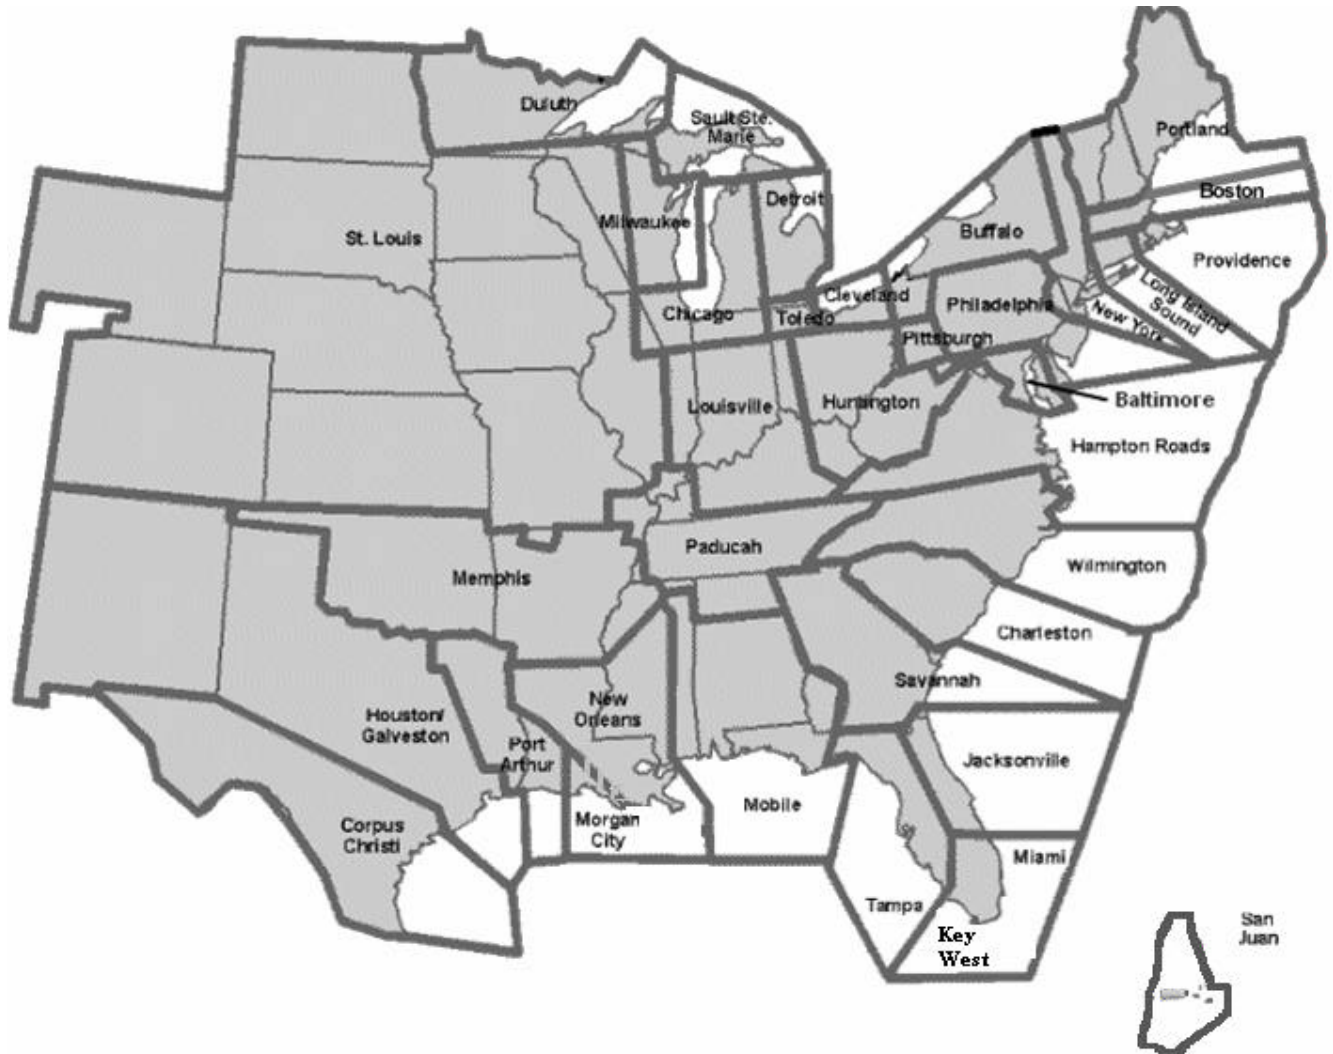 Duluth
Sault Ste.
Marie
Portland
Boston
Detroit
Milwaukee
Buffalo
St. Louis
Providence
Cleveland
Long Island
Sound
Chicago
Toledo
Philadelphia
New York
Pittsburgh
Louisville
Huntington
Baltimore
Hampton Roads
Paducah
Memphis
Wilmington
Charleston
Savannah
New
Orleans
Houston/
Galveston
Port
Arthur
Jacksonville
Mobile
Corpus
Christi
Morgan
City
Miami
Tampa
Key
West
San
Juan